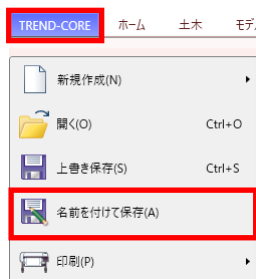 TREND-CORE ホーム 土木
新規作成(N)
開く(O) Ctrl+O
上書き保存(S) Ctrl+S
名前を付けて保存(A)
印刷(P)